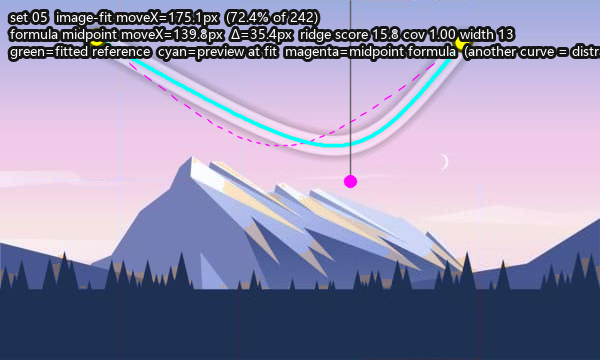 set 05  image-fit moveX=175.1px  (72.4% of 242)
formula midpoint moveX=139.8px  Δ=35.4px  ridge score 15.8 cov 1.00 width 13
green=fitted reference  cyan=preview at fit  magenta=midpoint formula  (another curve = distra